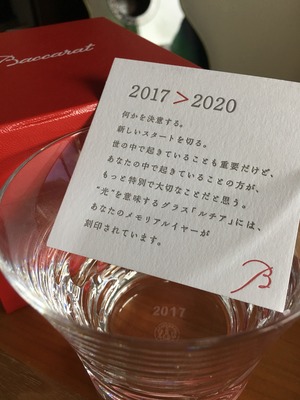 Baccarat
2017 > 2020
何かを決意する。
新しいスタートを切る。
世の中で起きていることも重要だけど、
あなたの中で起きていることの方が、
もっと特別で大切なことだと思う。
“光”を意味するグラス「ルチア」には、
あなたのメモリアルイヤーが
刻印されています。
B
2017